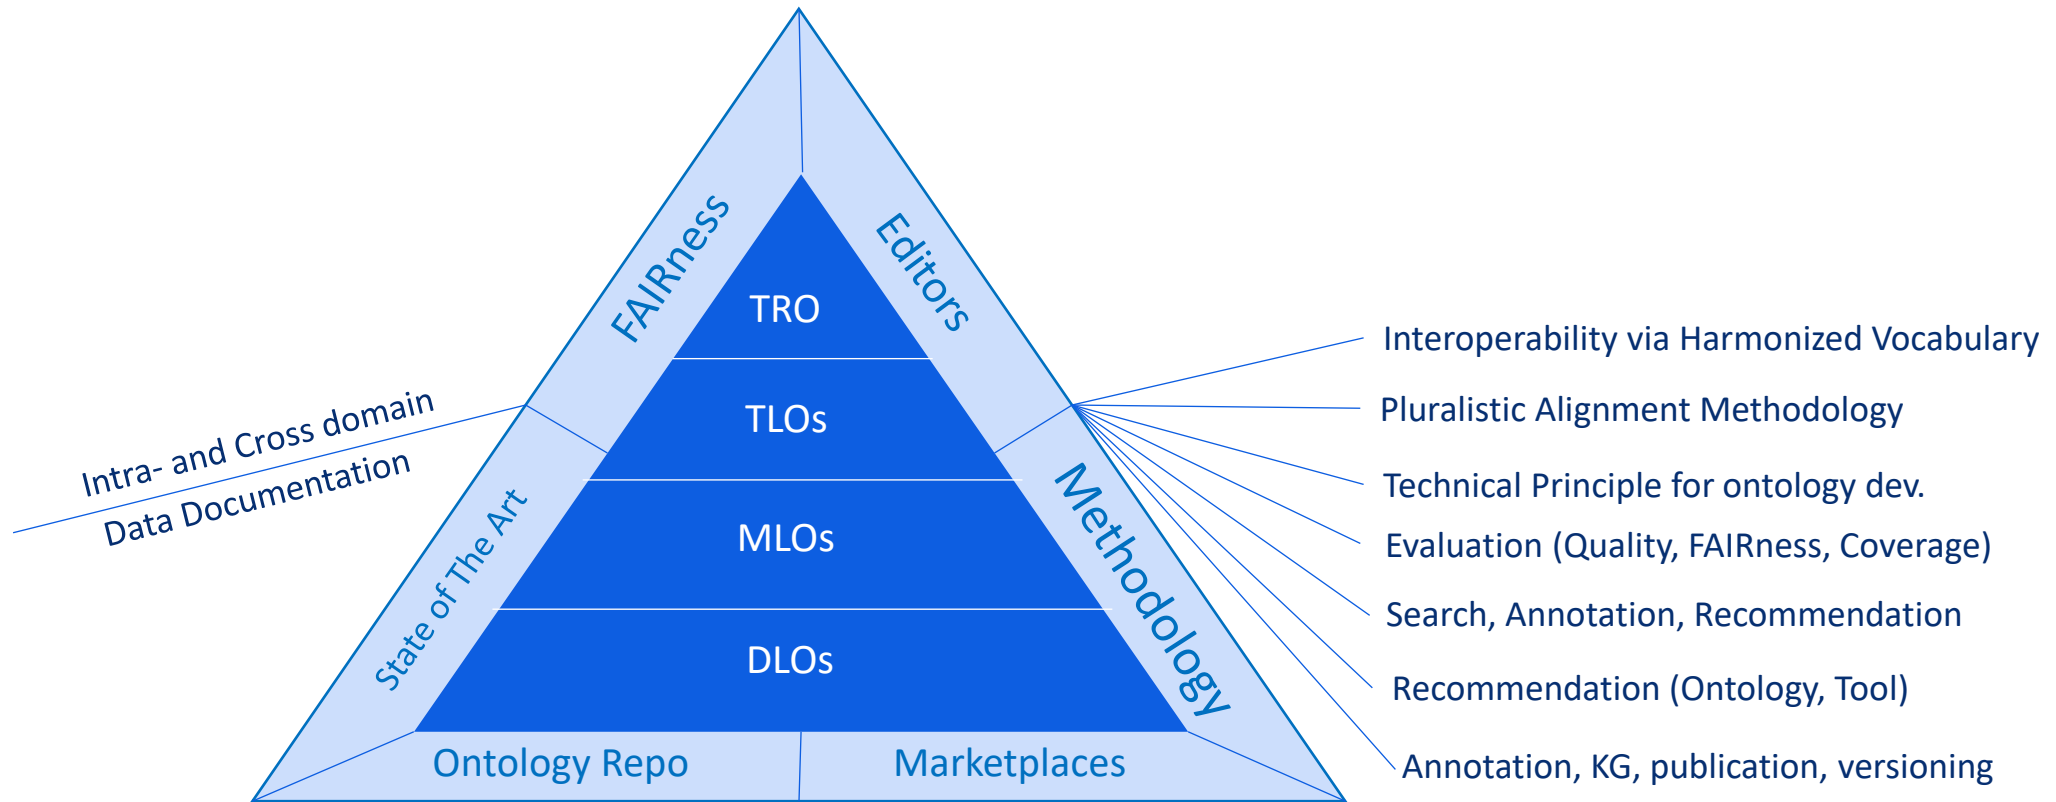 FAIRness
Editors
TRO
TLOs
MLOs
DLOs
Intra- and Cross domain
Data Documentation
State of The Art
Methodology
Ontology Repo
Marketplaces
Interoperability via Harmonized Vocabulary
Pluralistic Alignment Methodology
Technical Principle for ontology dev.
Evaluation (Quality, FAIRness, Coverage)
Search, Annotation, Recommendation
Recommendation (Ontology, Tool)
Annotation, KG, publication, versioning